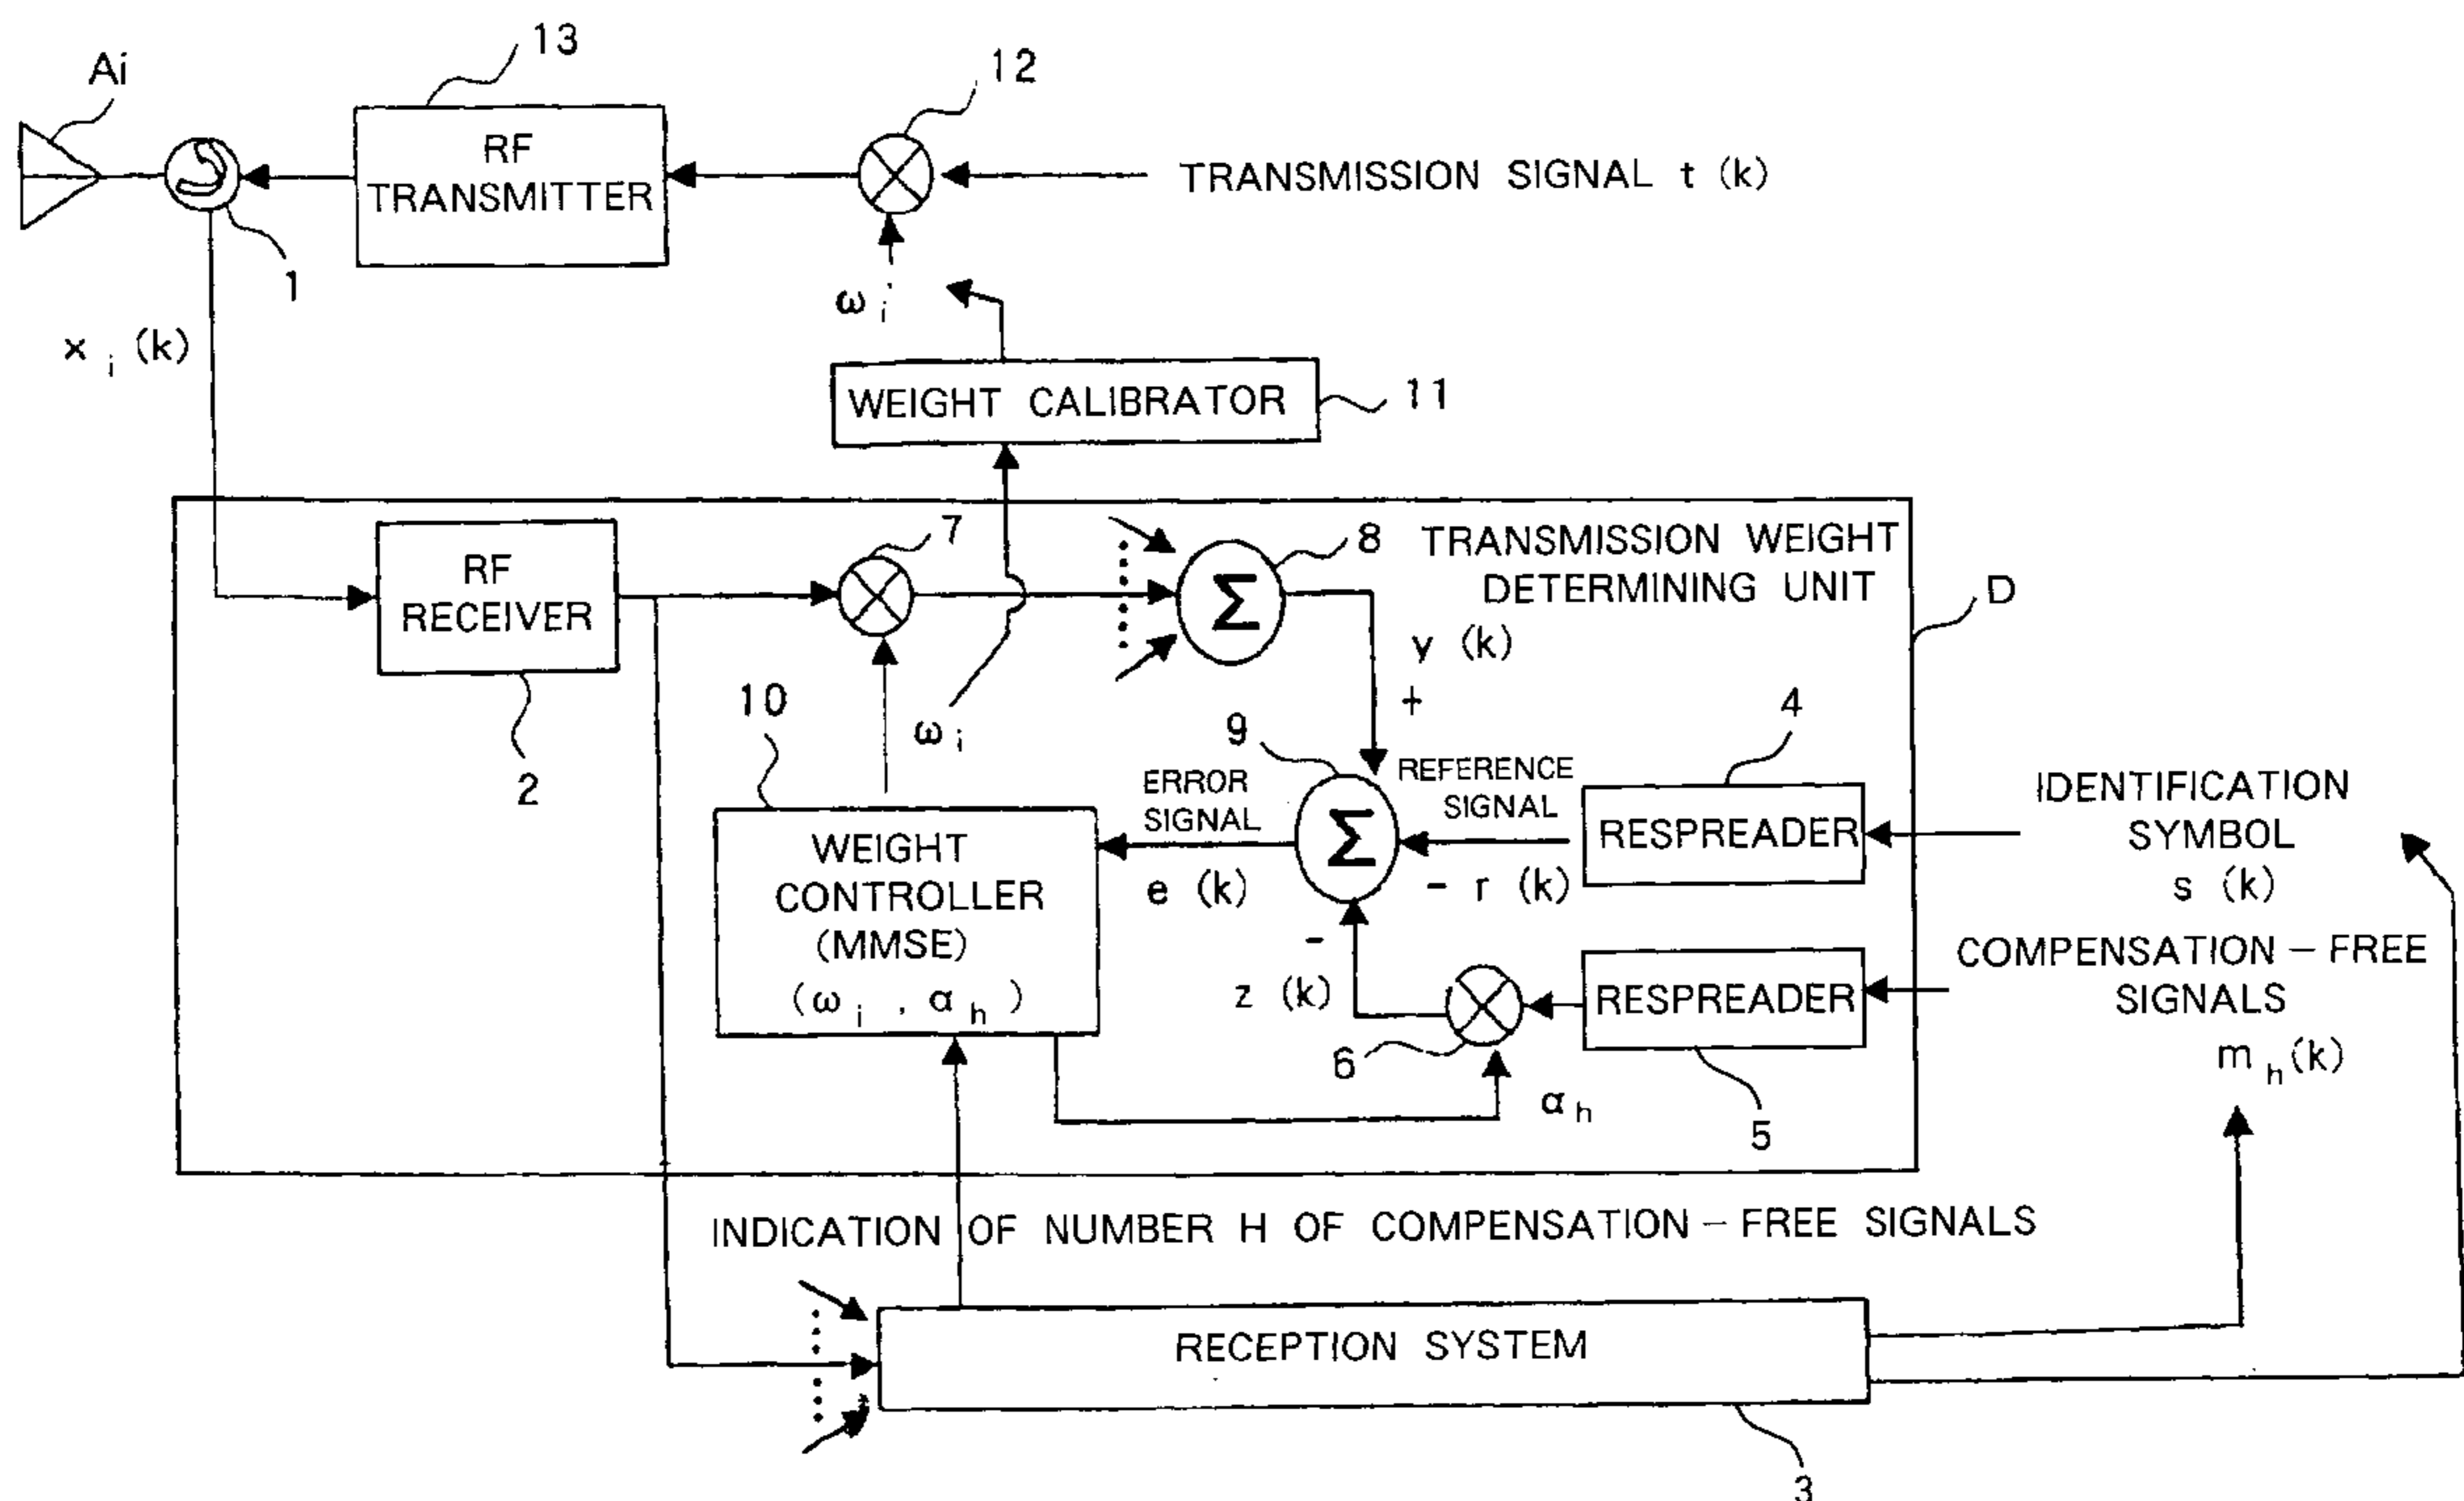 13
Ai
12
RF
TRANSMITTER
TRANSMISSION SIGNAL t (k)
1
ω i '
x i (k)
WEIGHT CALIBRATOR
11
7
8
TRANSMISSION WEIGHT
DETERMINING UNIT
RF
RECEIVER
Σ
D
y (k)
+
10
ω i
9
4
2
ERROR
SIGNAL
REFERENCE
SIGNAL
IDENTIFICATION
SYMBOL
s (k)
WEIGHT
CONTROLLER
(MMSE)
(ω i , α h )
Σ
RESPREADER
e (k)
- r (k)
-
z (k)
COMPENSATION - FREE
SIGNALS
m h (k)
RESPREADER
6
α h
5
INDICATION OF NUMBER H OF COMPENSATION - FREE SIGNALS
RECEPTION SYSTEM
3